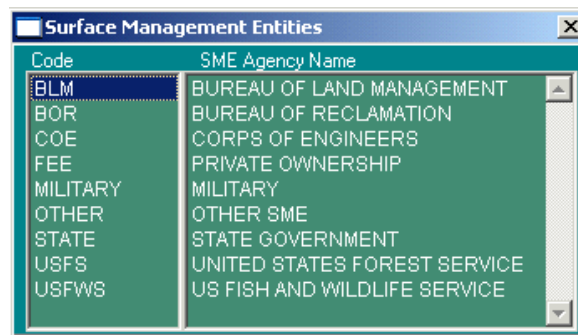 Surface Management Entities
Code SME Agency Name
BLM BUREAU OF LAND MANAGEMENT
BOR BUREAU OF RECLAMATION
COE CORPS OF ENGINEERS
FEE PRIVATE OWNERSHIP
MILITARY MILITARY
OTHER OTHER SME
STATE STATE GOVERNMENT
USFS UNITED STATES FOREST SERVICE
USFWS US FISH AND WILDLIFE SERVICE